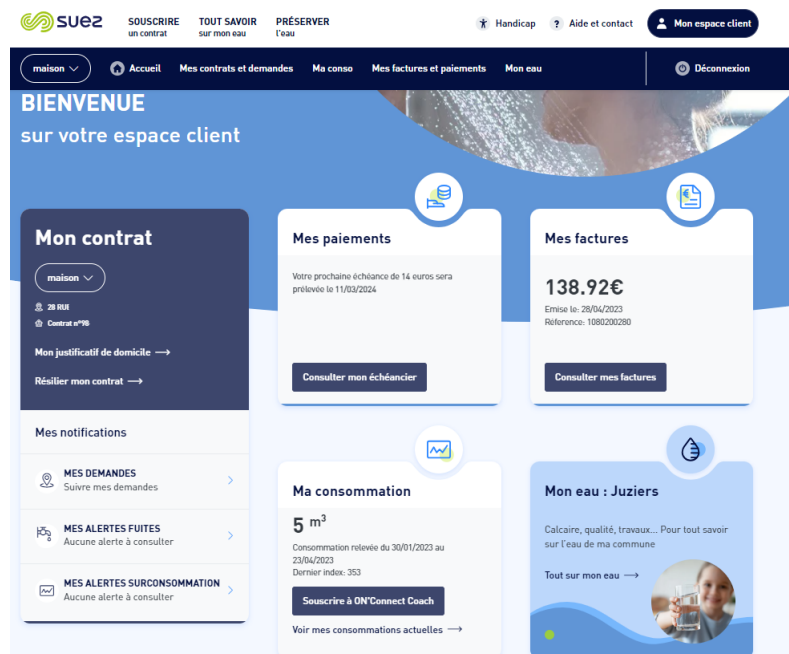 suez
SOUSCRIRE
un contrat
TOUT SAVOIR
sur mon eau
PRÉSERVER
l'eau
Handicap
? Aide et contact
Mon espace client
maison
Accueil
Mes contrats et demandes
Ma conso
Mes factures et paiements
Mon eau
Déconnexion
BIENVENUE
sur votre espace client
Mon contrat
maison
28 RUE
Contrat n°98
Mon justificatif de domicile →
Résilier mon contrat →
Mes notifications
MES DEMANDES
Suivre mes demandes
MES ALERTES FUITES
Aucune alerte à consulter
MES ALERTES SURCONSOMMATION
Aucune alerte à consulter
Mes paiements
Votre prochaine échéance de 14 euros sera
prélevée le 11/03/2024
Consulter mon échéancier
Mes factures
138.92€
Emise le: 28/04/2023
Réference: 1080200280
Consulter mes factures
Ma consommation
5 m³
Consommation relevée du 30/01/2023 au
23/04/2023
Dernier index: 353
Souscrire à ON'Connect Coach
Voir mes consommations actuelles →
Mon eau : Juziers
Calcaire, qualité, travaux... Pour tout savoir
sur l'eau de ma commune
Tout sur mon eau →